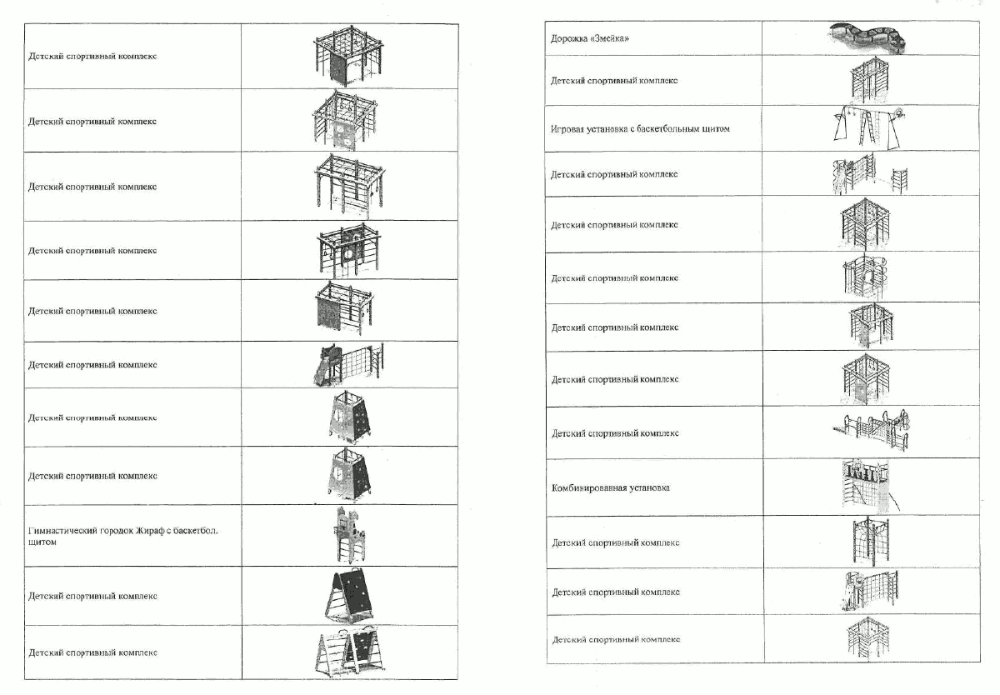 Детский спортивный комплекс
Детский спортивный комплекс
Детский спортивный комплекс
Детский спортивный комплекс
Детский спортивный комплекс
Детский спортивный комплекс
Детский спортивный комплекс
Детский спортивный комплекс
Гимнастический городок Жираф с баскетбол.
щитом
Детский спортивный комплекс
Детский спортивный комплекс
Дорожка «Змейка»
Детский спортивный комплекс
Игровая установка с баскетбольным щитом
Детский спортивный комплекс
Детский спортивный комплекс
Детский спортивный комплекс
Детский спортивный комплекс
Детский спортивный комплекс
Детский спортивный комплекс
Комбинированная установка
Детский спортивный комплекс
Детский спортивный комплекс
Детский спортивный комплекс